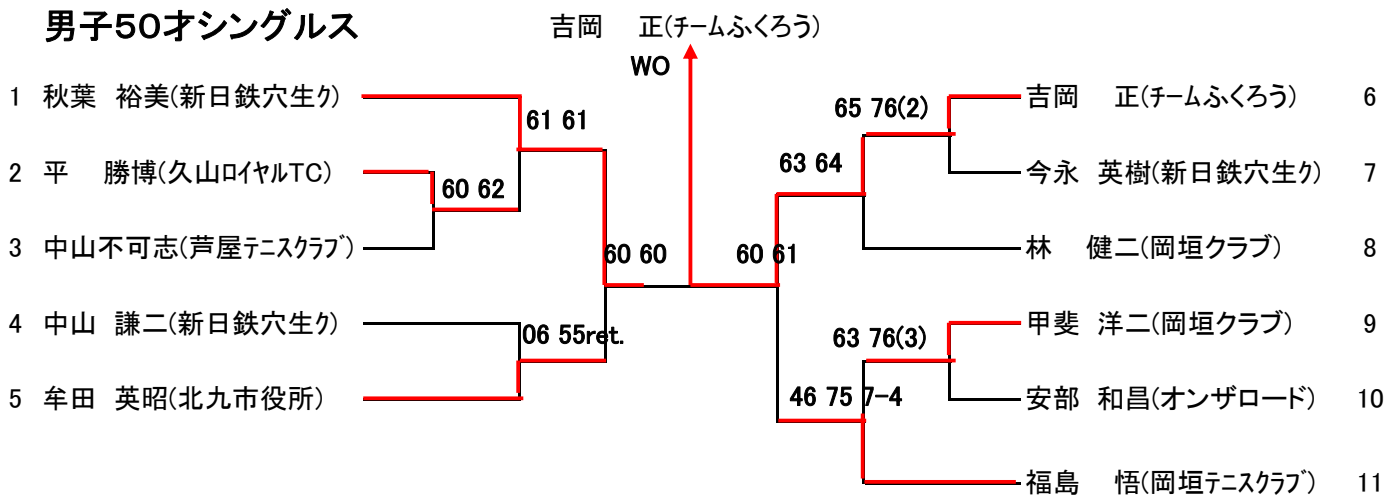 男子50才シングルス
吉岡　正(チームふくろう)
WO
1 秋葉 裕美(新日鉄穴生ク)
61 61
2 平　勝博(久山ロイヤルTC)
60 62
3 中山不可志(芦屋テニスクラブ)
60 60
4 中山 謙二(新日鉄穴生ク)
06 55ret.
5 牟田 英昭(北九市役所)
65 76(2)
吉岡　正(チームふくろう) 6
63 64
今永 英樹(新日鉄穴生ク) 7
林　健二(岡垣クラブ) 8
60 61
63 76(3)
甲斐 洋二(岡垣クラブ) 9
46 75 7-4
安部 和昌(オンザロード) 10
福島　悟(岡垣テニスクラブ) 11